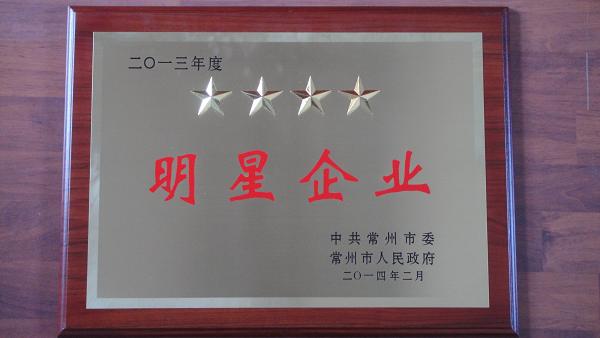 二〇一三年度
明星企业
中共常州市委
常州市人民政府
二〇一四年二月